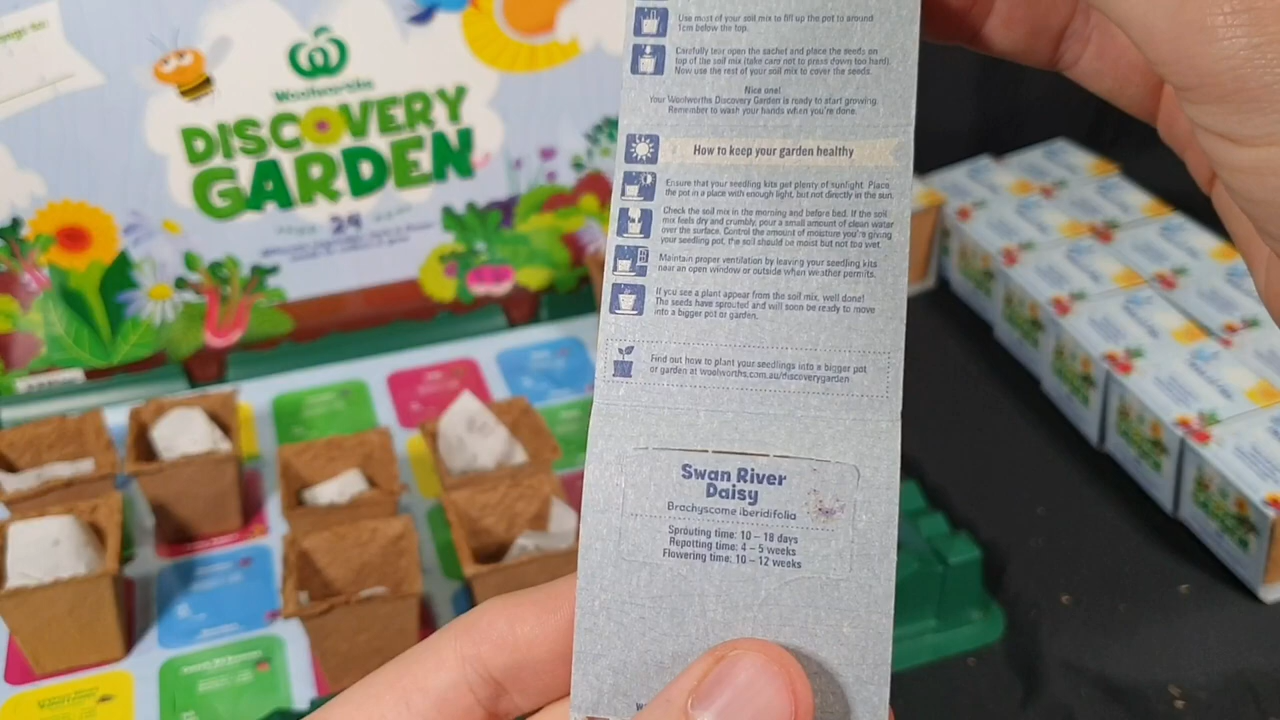 Woolworths
DISCOVERY
GARDEN
24
Use most of your soil mix to fill up the pot to around
1cm below the top.
Carefully tear open the sachet and place the seeds on
top of the soil mix (take care not to press down too hard).
Now use the rest of your soil mix to cover the seeds.
Nice one!
Your Woolworths Discovery Garden is ready to start growing.
Remember to wash your hands when you're done.
How to keep your garden healthy
Ensure that your seedling kits get plenty of sunlight. Place
the pot in a place with enough light, but not directly in the sun.
Check the soil mix in the morning and before bed. If the soil
mix feels dry and crumbly, pour a small amount of clean water
over the surface. Control the amount of moisture you're giving
your seedling pot, the soil should be moist but not too wet.
Maintain proper ventilation by leaving your seedling kits
near an open window or outside when weather permits.
If you see a plant appear from the soil mix, well done!
The seeds have sprouted and will soon be ready to move
into a bigger pot or garden.
Find out how to plant your seedlings into a bigger pot
or garden at woolworths.com.au/discoverygarden
Swan River
Daisy
Brachyscome iberidifolia
Sprouting time: 10 – 18 days
Repotting time: 4 – 5 weeks
Flowering time: 10 – 12 weeks